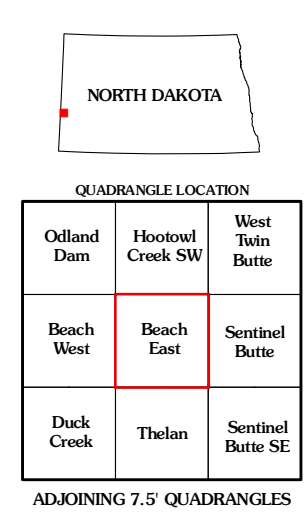 NORTH DAKOTA
QUADRANGLE LOCATION
Odland
Dam
Hootowl
Creek SW
West
Twin
Butte
Beach
West
Beach
East
Sentinel
Butte
Duck
Creek
Thelan
Sentinel
Butte SE
ADJOINING 7.5' QUADRANGLES